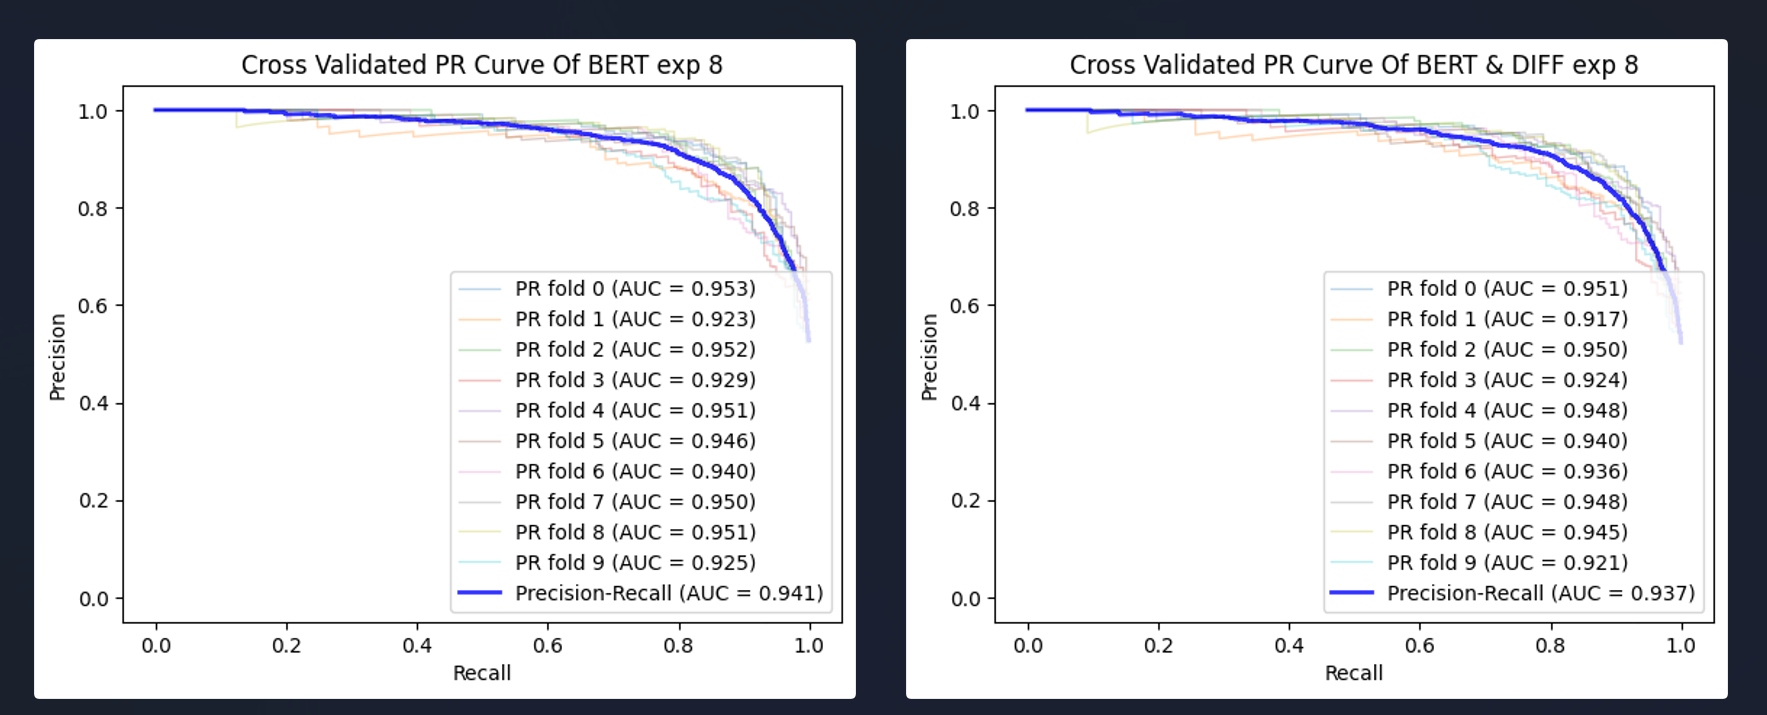 Cross Validated PR Curve Of BERT exp 8
1.0
0.8
0.6
0.4
0.2
0.0
Precision
PR fold 0 (AUC = 0.953)
PR fold 1 (AUC = 0.923)
PR fold 2 (AUC = 0.952)
PR fold 3 (AUC = 0.929)
PR fold 4 (AUC = 0.951)
PR fold 5 (AUC = 0.946)
PR fold 6 (AUC = 0.940)
PR fold 7 (AUC = 0.950)
PR fold 8 (AUC = 0.951)
PR fold 9 (AUC = 0.925)
Precision-Recall (AUC = 0.941)
0.0 0.2 0.4 0.6 0.8 1.0
Recall
Cross Validated PR Curve Of BERT & DIFF exp 8
1.0
0.8
0.6
0.4
0.2
0.0
Precision
PR fold 0 (AUC = 0.951)
PR fold 1 (AUC = 0.917)
PR fold 2 (AUC = 0.950)
PR fold 3 (AUC = 0.924)
PR fold 4 (AUC = 0.948)
PR fold 5 (AUC = 0.940)
PR fold 6 (AUC = 0.936)
PR fold 7 (AUC = 0.948)
PR fold 8 (AUC = 0.945)
PR fold 9 (AUC = 0.921)
Precision-Recall (AUC = 0.937)
0.0 0.2 0.4 0.6 0.8 1.0
Recall